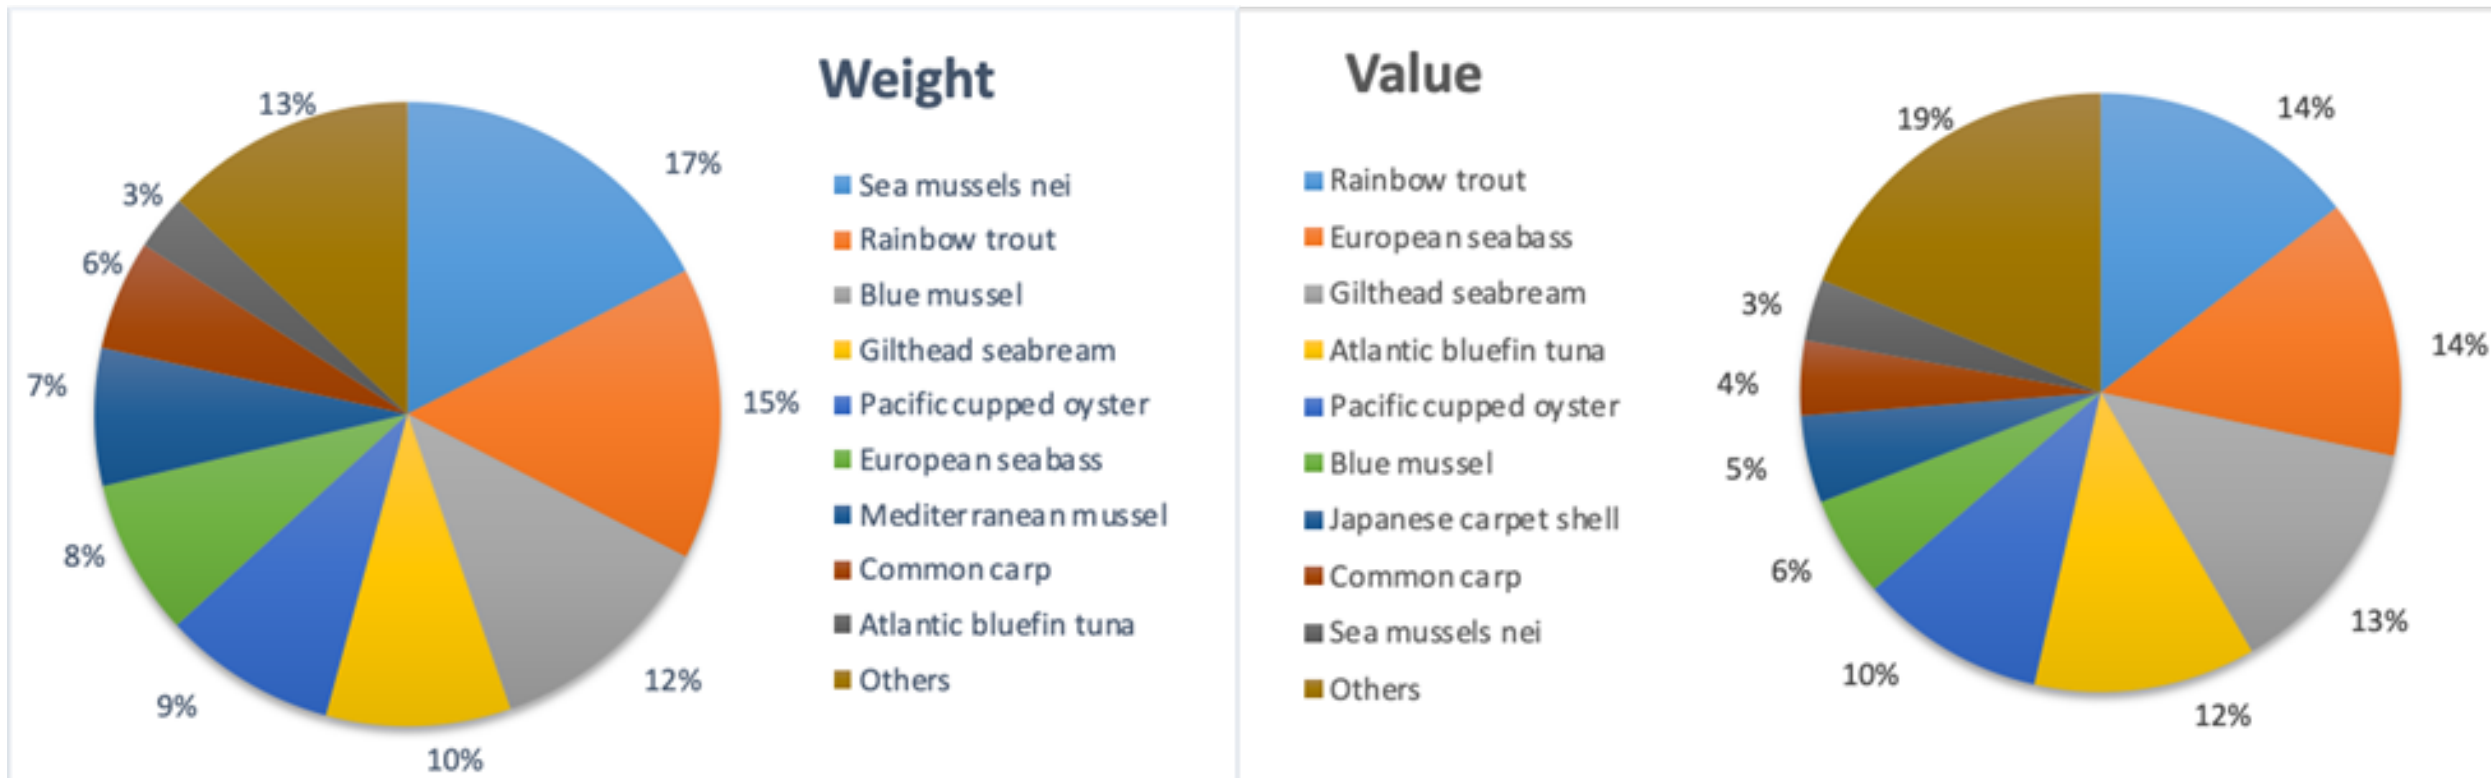 Weight
13%
17%
3%
6%
15%
7%
8%
12%
9%
10%
Sea mussels nei
Rainbow trout
Blue mussel
Gilthead seabream
Pacific cupped oyster
European seabass
Mediterranean mussel
Common carp
Atlantic bluefin tuna
Others
Value
Rainbow trout
European seabass
Gilthead seabream
Atlantic bluefin tuna
Pacific cupped oyster
Blue mussel
Japanese carpet shell
Common carp
Sea mussels nei
Others
19%
14%
3%
14%
4%
5%
6%
13%
10%
12%